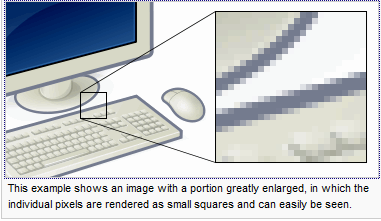 This example shows an image with a portion greatly enlarged, in which the
individual pixels are rendered as small squares and can easily be seen.